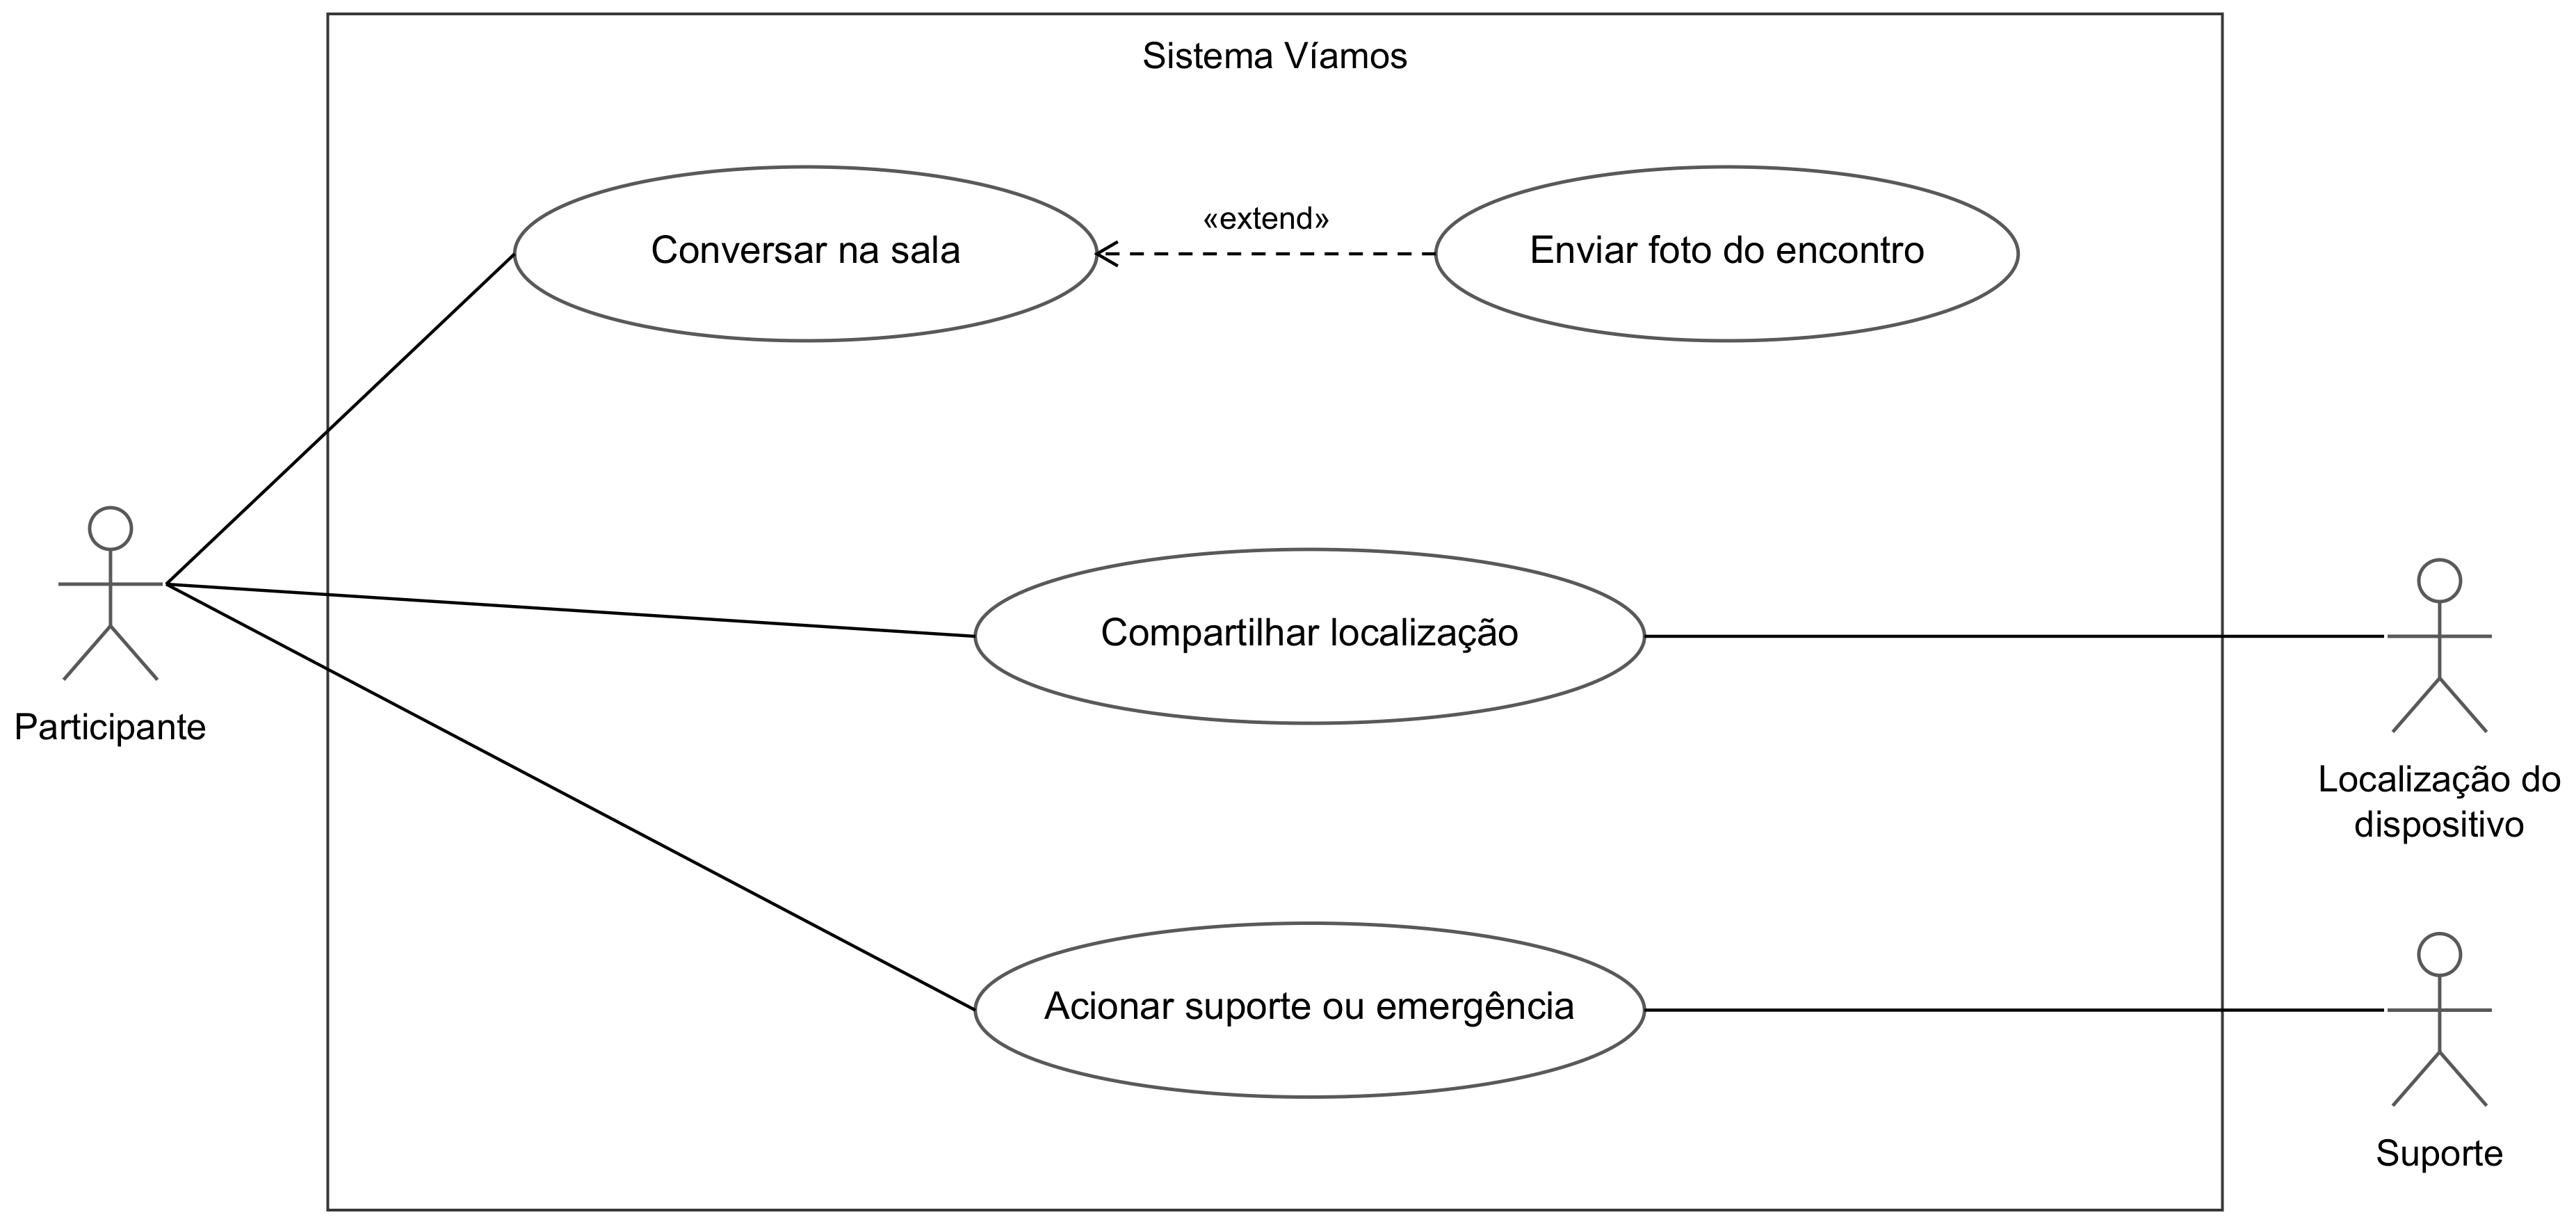 Sistema Víamos
Conversar na sala
«extend»
Enviar foto do encontro
Participante
Compartilhar localização
Localização do
dispositivo
Acionar suporte ou emergência
Suporte